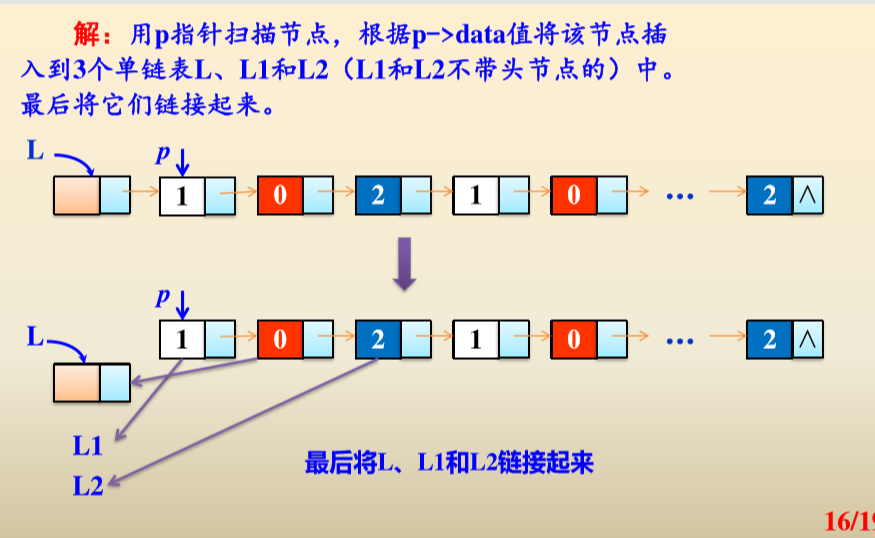 解：用p指针扫描节点，根据p->data值将该节点插
入到3个单链表L、L1和L2（L1和L2不带头节点的）中。
最后将它们链接起来。
L
p
1 0 2 1 0 … 2 ∧
p
L
1 0 2 1 0 … 2 ∧
L1
最后将L、L1和L2链接起来
L2
16/19